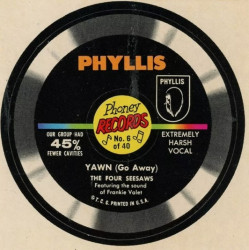 PHYLLIS
PHYLLIS
Phoney
RECORDS
No. 6
of 40
OUR GROUP HAD
45%
FEWER CAVITIES
EXTREMELY
HARSH
VOCAL
YAWN (Go Away)
THE FOUR SEESAWS
Featuring the sound
of Frankie Valet
© T. C. G. PRINTED IN U.S.A.